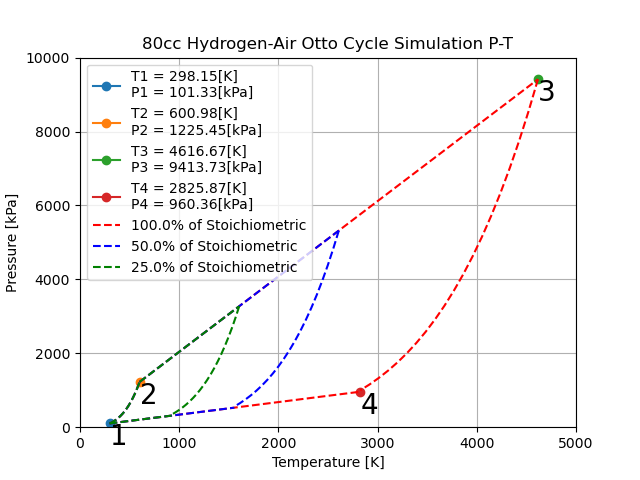 80cc Hydrogen-Air Otto Cycle Simulation P-T
10000
8000
6000
4000
2000
0
Pressure [kPa]
T1 = 298.15[K]
P1 = 101.33[kPa]
T2 = 600.98[K]
P2 = 1225.45[kPa]
T3 = 4616.67[K]
P3 = 9413.73[kPa]
T4 = 2825.87[K]
P4 = 960.36[kPa]
100.0% of Stoichiometric
50.0% of Stoichiometric
25.0% of Stoichiometric
3
2
4
1
0 1000 2000 3000 4000 5000
Temperature [K]